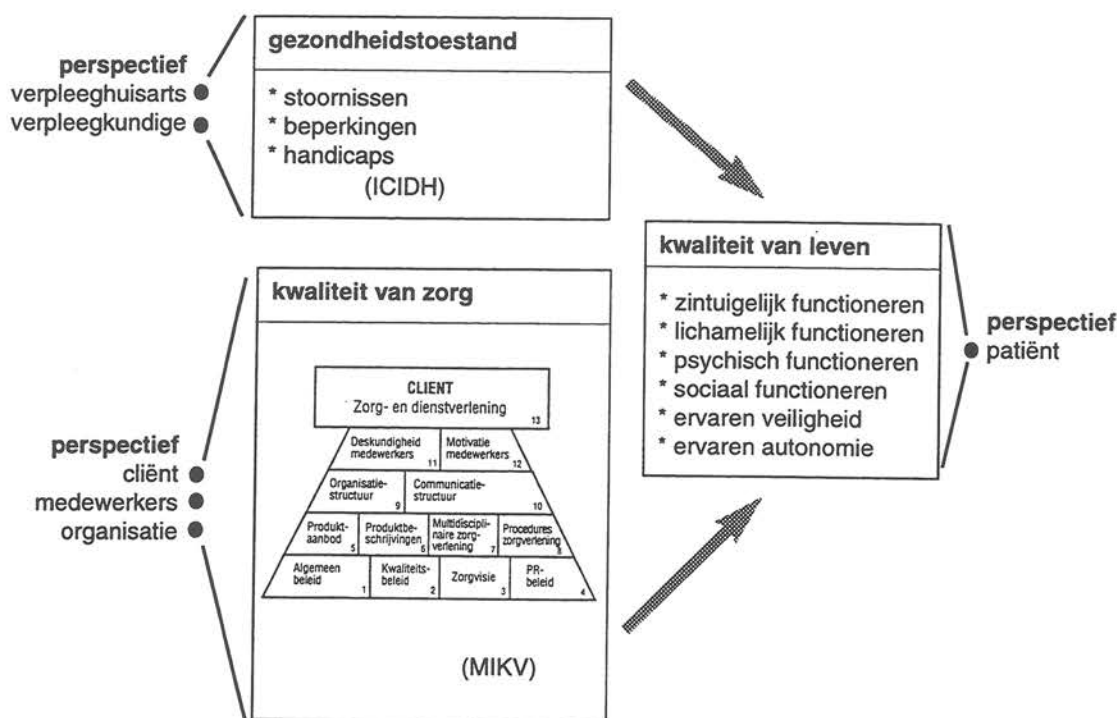 gezondheidstoestand
perspectief
verpleeghuisarts
verpleegkundige
* stoornissen
* beperkingen
* handicaps
(ICIDH)
kwaliteit van zorg
perspectief
cliënt
medewerkers
organisatie
CLIENT
Zorg- en dienstverlening
13
Deskundigheid
medewerkers
11
Motivatie
medewerkers
12
Organisatie-
structuur
9
Communicatie-
structuur
10
Produkt-
aanbod
5
Produktbe-
schrijvingen
6
Multidiscipli-
naire zorg-
verlening
7
Procedures
zorgverlening
8
Algemeen
beleid
1
Kwaliteits-
beleid
2
Zorgvisie
3
PR-
beleid
4
(MIKV)
kwaliteit van leven
* zintuigelijk functioneren
* lichamelijk functioneren
* psychisch functioneren
* sociaal functioneren
* ervaren veiligheid
* ervaren autonomie
perspectief
patiënt